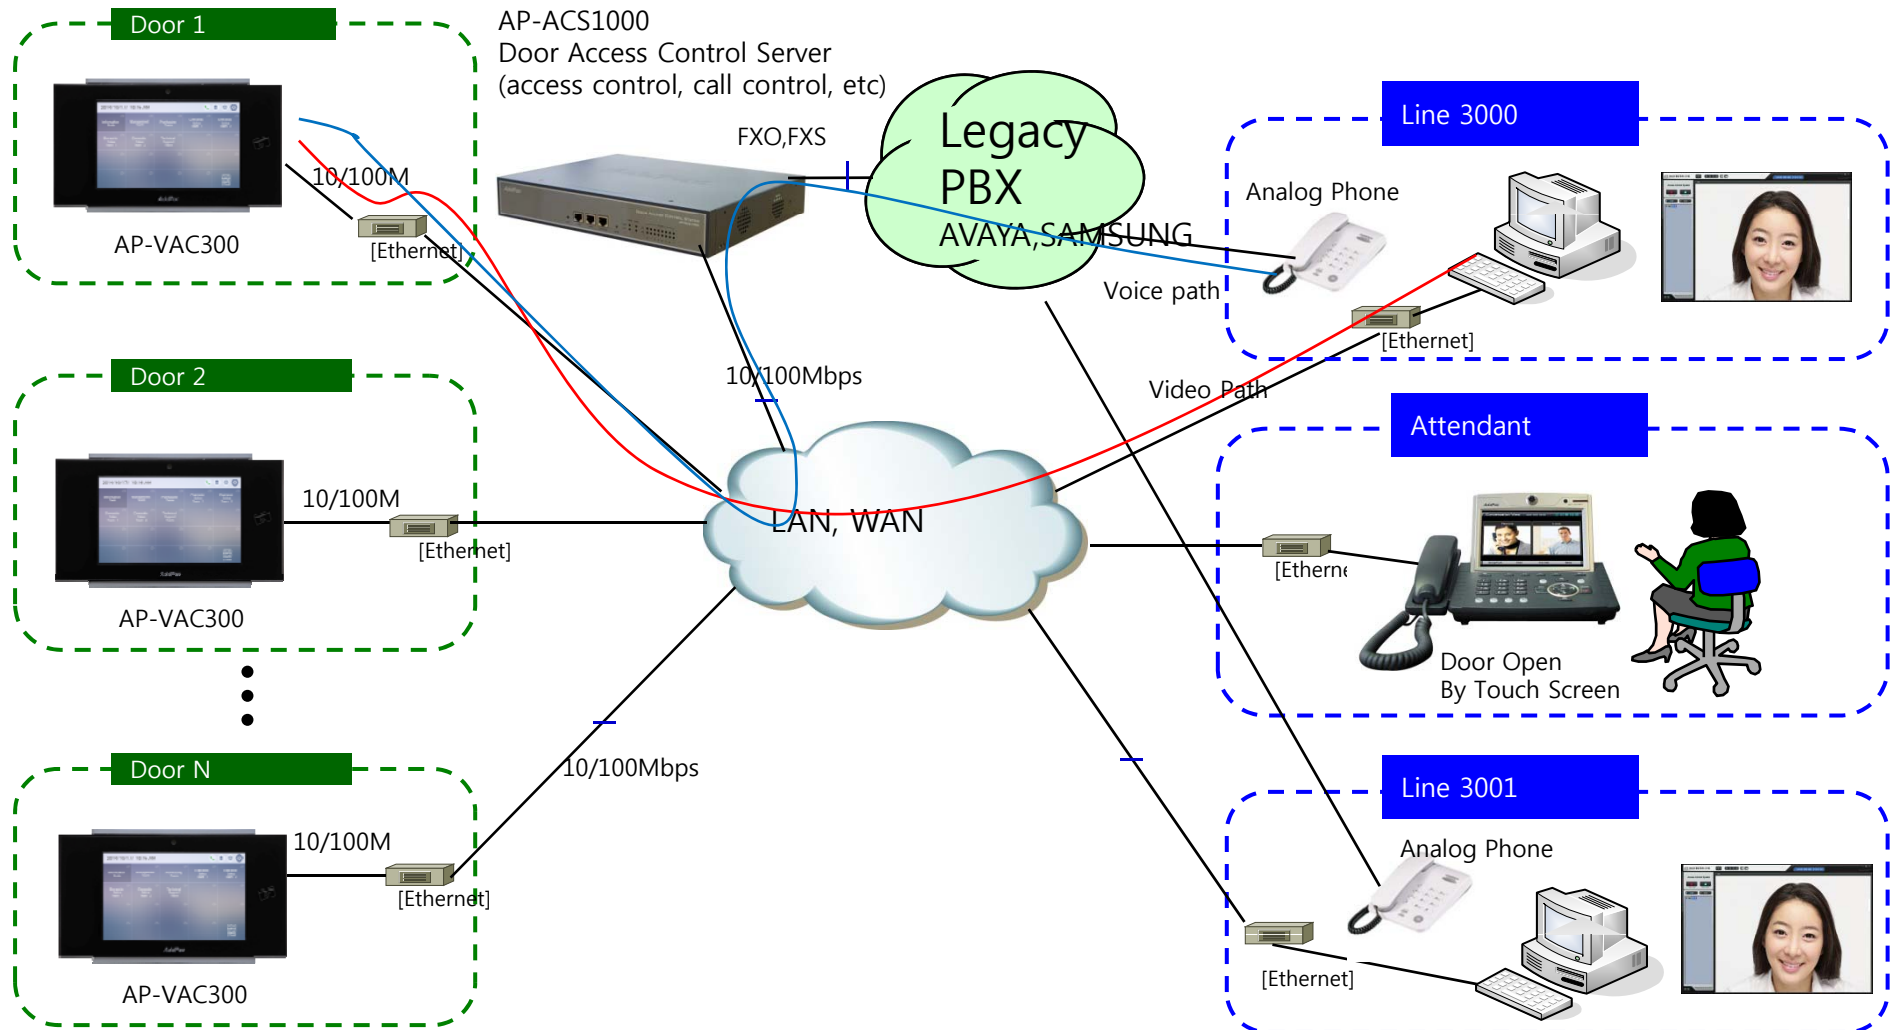 Door 1
AP-VAC300
10/100M
[Ethernet]
AP-ACS1000
Door Access Control Server
(access control, call control, etc)
FXO,FXS
Legacy
PBX
AVAYA,SAMSUNG
Voice path
10/100Mbps
Video Path
LAN, WAN
Line 3000
Analog Phone
[Ethernet]
Door 2
AP-VAC300
10/100M
[Ethernet]
Attendant
[Etherne
Door Open
By Touch Screen
Door N
AP-VAC300
10/100M
[Ethernet]
10/100Mbps
Line 3001
Analog Phone
[Ethernet]